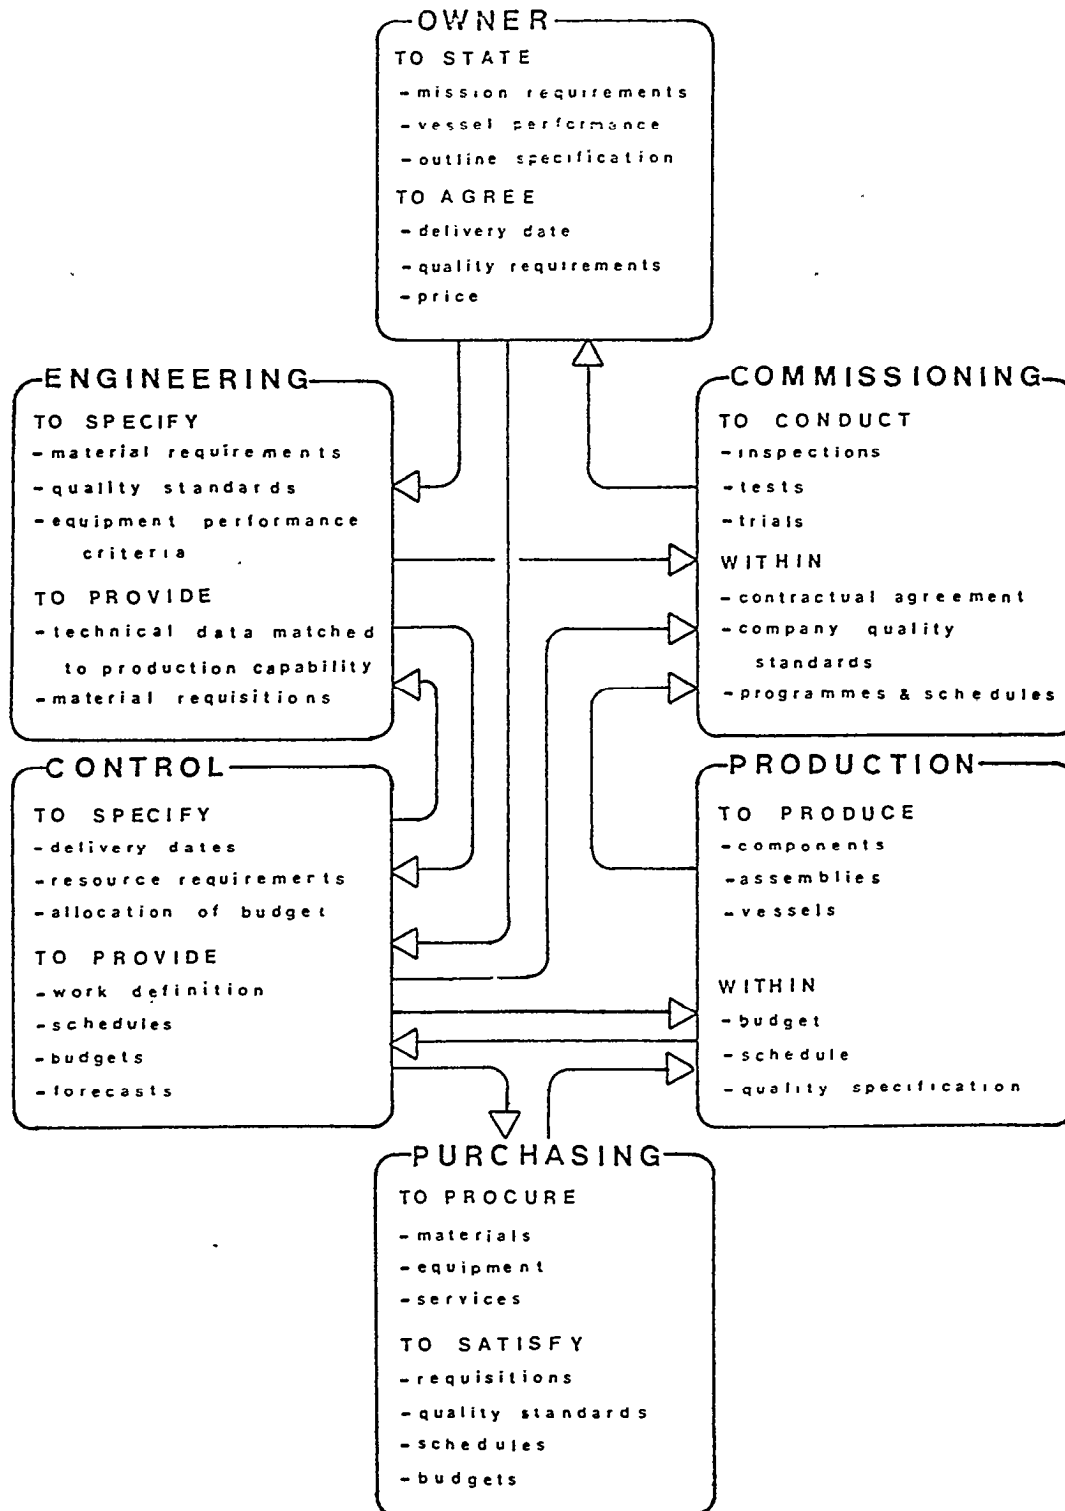 OWNER
TO STATE
-mission requirements
-vessel performance
-outline specification
TO AGREE
-delivery date
-quality requirements
-price
ENGINEERING
TO SPECIFY
-material requirements
-quality standards
-equipment performance
criteria
TO PROVIDE
-technical data matched
to production capability
-material requisitions
COMMISSIONING
TO CONDUCT
-inspections
-tests
-trials
WITHIN
-contractual agreement
-company quality
standards
-programmes & schedules
CONTROL
TO SPECIFY
-delivery dates
-resource requirements
-allocation of budget
TO PROVIDE
-work definition
-schedules
-budgets
-forecasts
PRODUCTION
TO PRODUCE
-components
-assemblies
-vessels
WITHIN
-budget
-schedule
-quality specification
PURCHASING
TO PROCURE
-materials
-equipment
-services
TO SATISFY
-requisitions
-quality standards
-schedules
-budgets